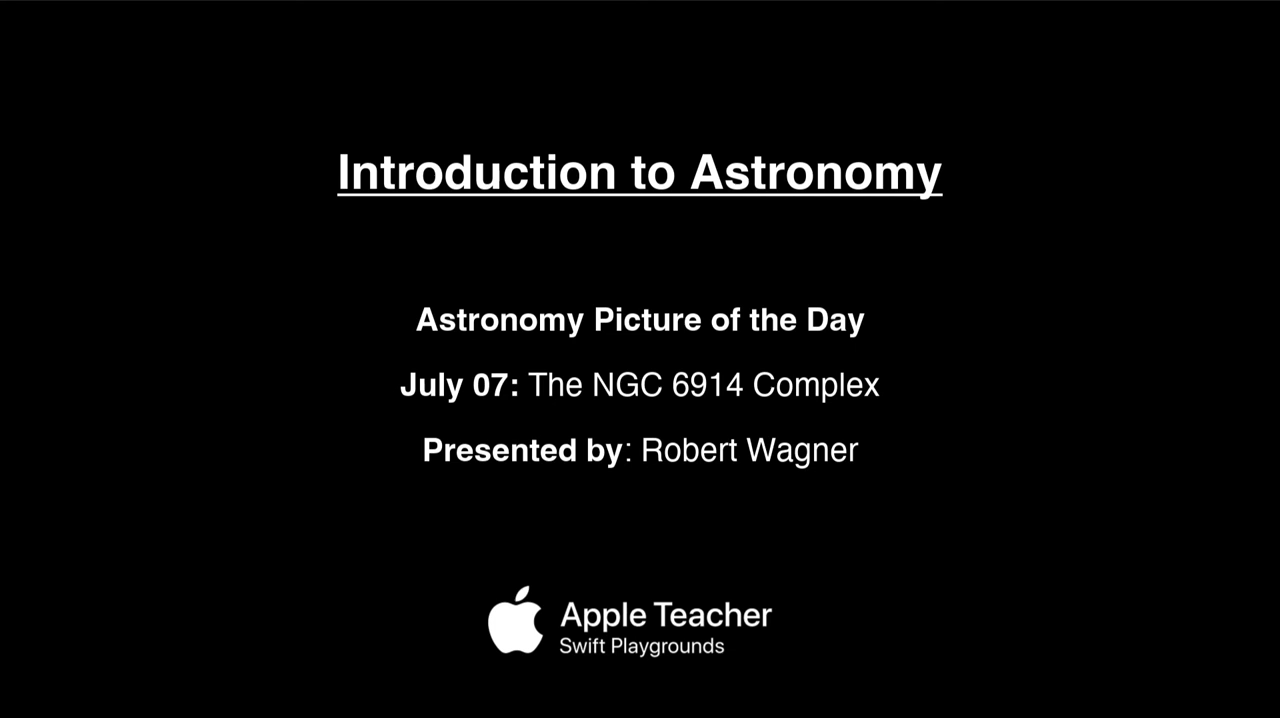 Introduction to Astronomy
Astronomy Picture of the Day
July 07: The NGC 6914 Complex
Presented by: Robert Wagner
Apple Teacher
Swift Playgrounds